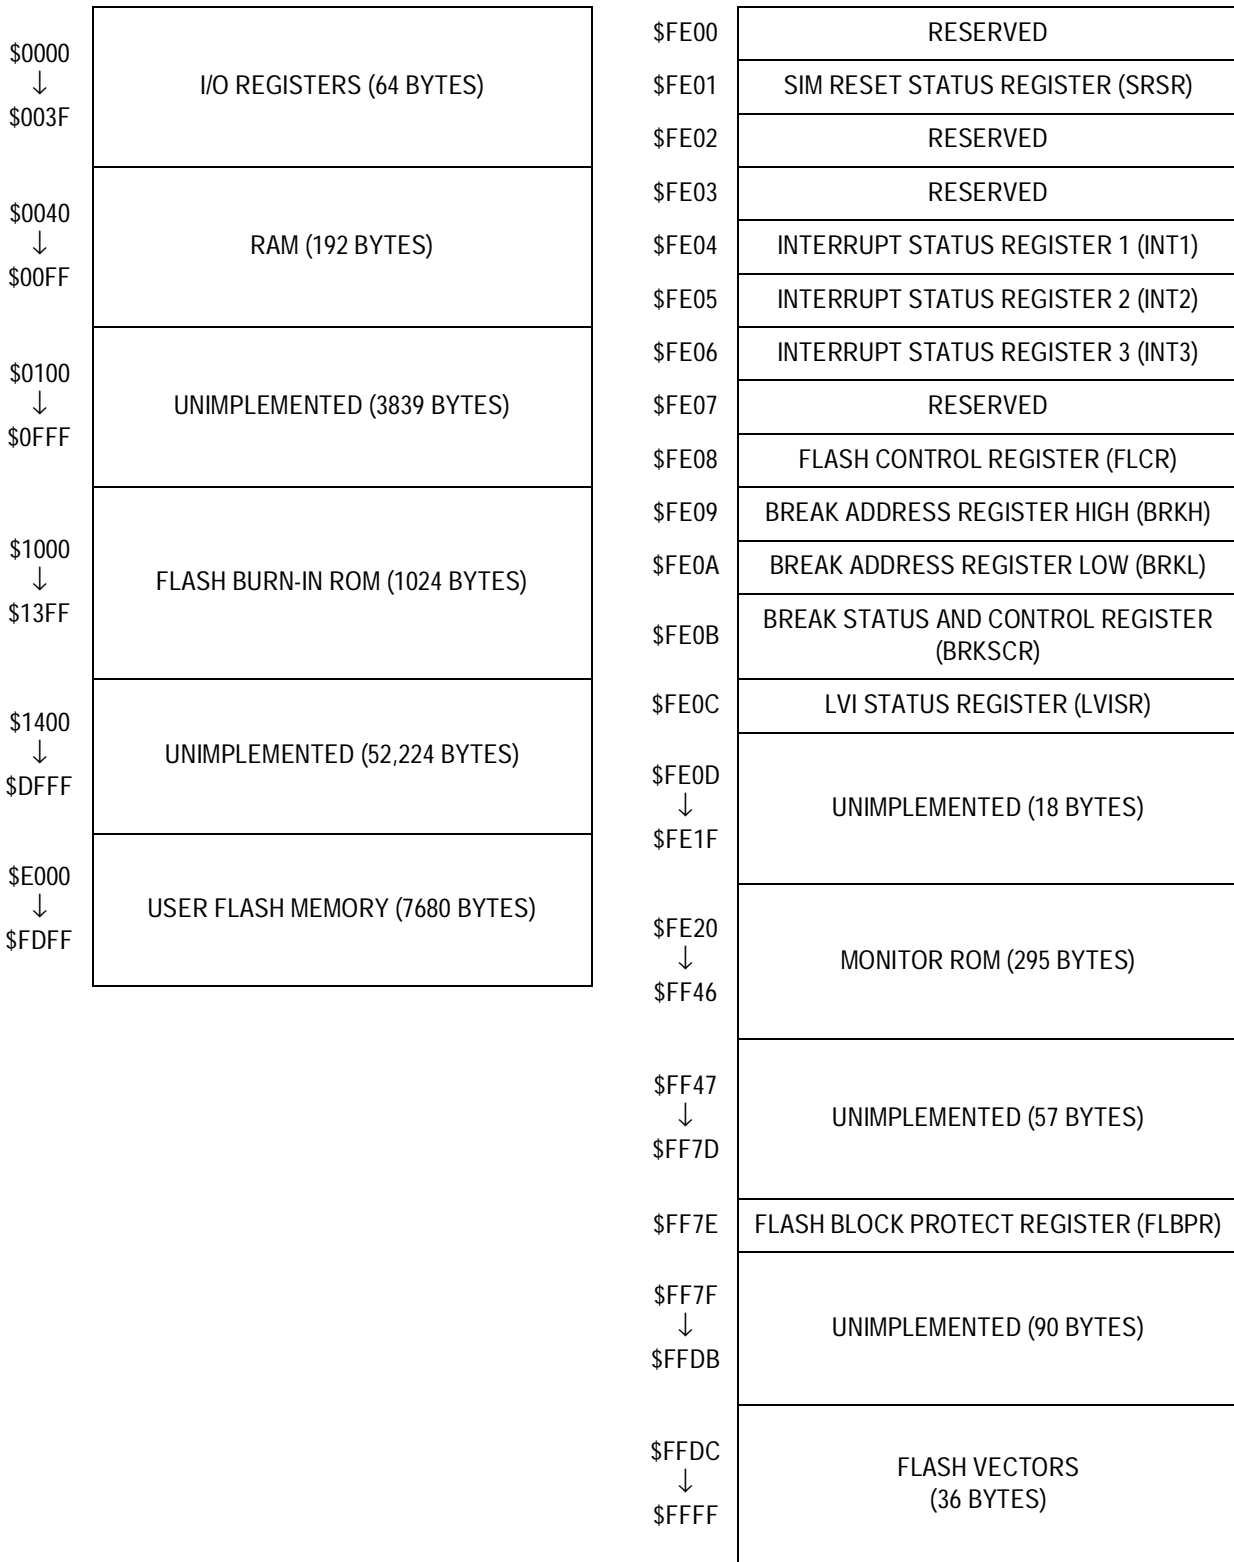 $0000
↓
$003F
I/O REGISTERS (64 BYTES)
$0040
↓
$00FF
RAM (192 BYTES)
$0100
↓
$0FFF
UNIMPLEMENTED (3839 BYTES)
$1000
↓
$13FF
FLASH BURN-IN ROM (1024 BYTES)
$1400
↓
$DFFF
UNIMPLEMENTED (52,224 BYTES)
$E000
↓
$FDFF
USER FLASH MEMORY (7680 BYTES)
$FE00 RESERVED
$FE01 SIM RESET STATUS REGISTER (SRSR)
$FE02 RESERVED
$FE03 RESERVED
$FE04 INTERRUPT STATUS REGISTER 1 (INT1)
$FE05 INTERRUPT STATUS REGISTER 2 (INT2)
$FE06 INTERRUPT STATUS REGISTER 3 (INT3)
$FE07 RESERVED
$FE08 FLASH CONTROL REGISTER (FLCR)
$FE09 BREAK ADDRESS REGISTER HIGH (BRKH)
$FE0A BREAK ADDRESS REGISTER LOW (BRKL)
$FE0B BREAK STATUS AND CONTROL REGISTER
(BRKSCR)
$FE0C LVI STATUS REGISTER (LVISR)
$FE0D
↓
$FE1F
UNIMPLEMENTED (18 BYTES)
$FE20
↓
$FF46
MONITOR ROM (295 BYTES)
$FF47
↓
$FF7D
UNIMPLEMENTED (57 BYTES)
$FF7E FLASH BLOCK PROTECT REGISTER (FLBPR)
$FF7F
↓
$FFDB
UNIMPLEMENTED (90 BYTES)
$FFDC
↓
$FFFF
FLASH VECTORS
(36 BYTES)